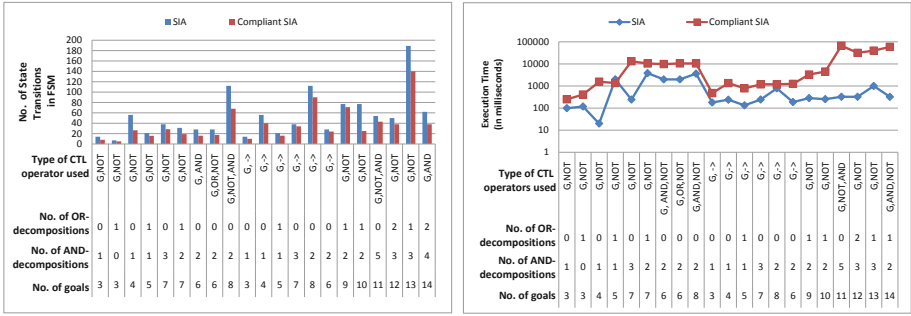 SIA Compliant SIA
No. of State
Transitions
in FSM
200
180
160
140
120
100
80
60
40
20
0
Type of CTL
operator used
G,NOT
G,NOT
G,NOT
G,NOT
G,NOT
G,NOT
G, AND
G,OR,NOT
G,NOT,AND
G, ->
G, ->
G, ->
G, ->
G, ->
G, ->
G,NOT
G,NOT
G,NOT,AND
G,NOT
G,NOT
G,AND
No. of OR-
decompositions
0 1 0 1 0 1 0 0 2 0 0 1 0 0 0 1 1 0 2 1 2
No. of AND-
decompositions
1 0 1 1 3 2 2 2 2 1 1 1 3 2 2 2 2 5 3 3 4
No. of goals
3 3 4 5 7 7 6 6 8 3 4 5 7 8 6 9 10 11 12 13 14
SIA Compliant SIA
Execution Time
(in milliseconds)
100000
10000
1000
100
10
1
Type of CTL
operators used
G,NOT
G,NOT
G,NOT
G,NOT
G,NOT
G,NOT
G, AND,NOT
G,OR,NOT
G,AND,NOT
G, ->
G, ->
G, ->
G, ->
G, ->
G, ->
G,NOT
G,NOT
G,NOT,AND
G,NOT
G,NOT
G,AND,NOT
No. of OR-
decompositions
0 1 0 1 0 1 0 0 2 0 0 1 0 0 0 1 1 0 2 1 1
No. of AND-
decompositions
1 0 1 1 3 2 2 2 2 1 1 1 3 2 2 2 2 5 3 3 2
No. of goals
3 3 4 5 7 7 6 6 8 3 4 5 7 8 6 9 10 11 12 13 14